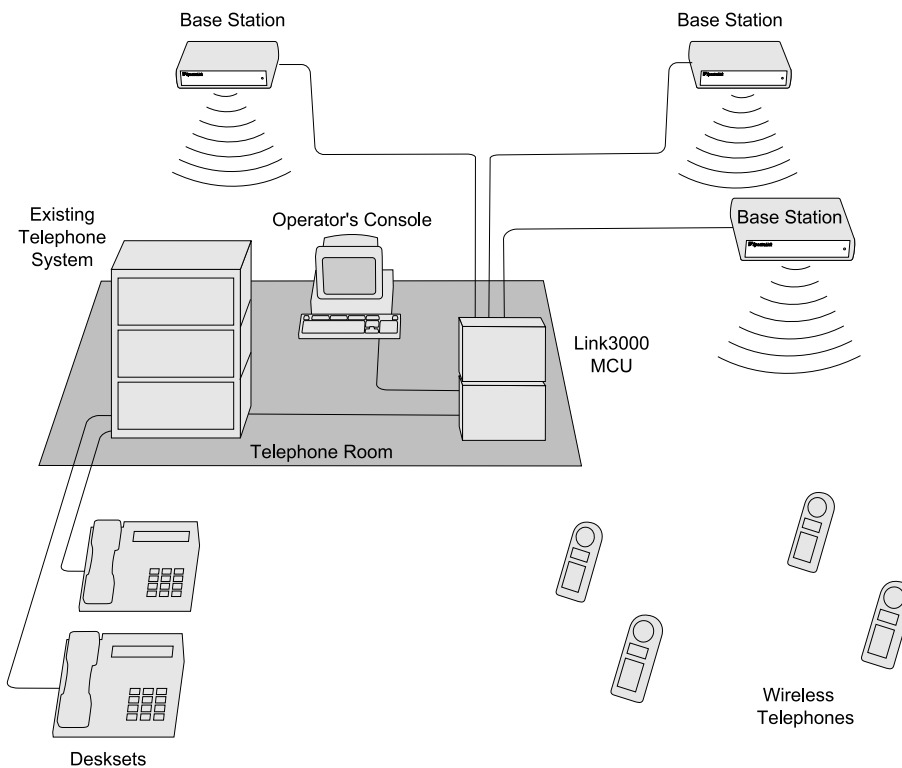 Base Station
Base Station
Base Station
Existing
Telephone
System
Operator's Console
Link3000
MCU
Telephone Room
Wireless
Telephones
Desksets